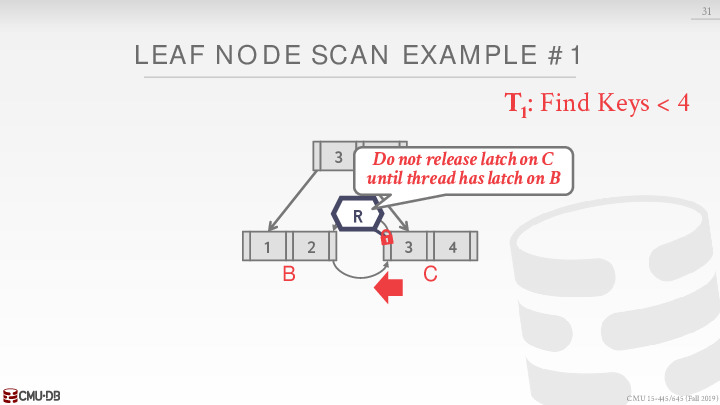 31
LEAF NODE SCAN EXAMPLE #1
T1: Find Keys < 4
3
Do not release latch on C
until thread has latch on B
R
1 2 3 4
B C
CMU·DB
CMU 15-445/645 (Fall 2019)